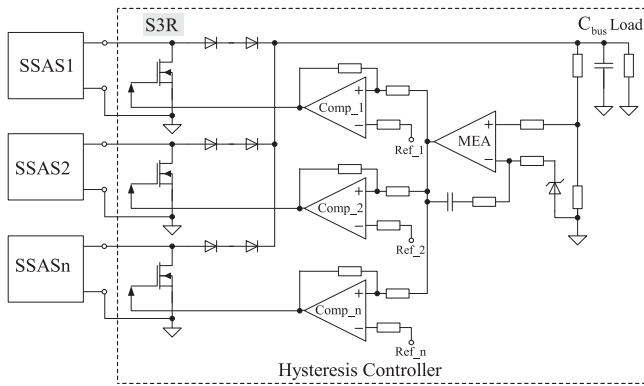 S3R
C_bus Load
SSAS1
Comp_1
+
−
Ref_1
MEA
+
−
SSAS2
Comp_2
+
−
Ref_2
SSASn
Comp_n
+
−
Ref_n
Hysteresis Controller